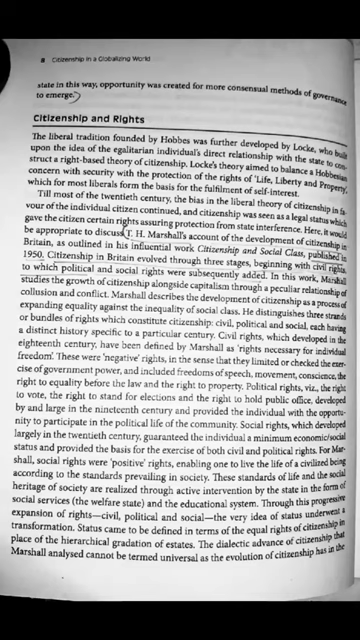 8 Citizenship in a Globalizing World
state in this way, opportunity was created for more consensual methods of governance
to emerge.
Citizenship and Rights
The liberal tradition founded by Hobbes was further developed by Locke, who built
upon the idea of the egalitarian individual's direct relationship with the state to con-
struct a right-based theory of citizenship. Locke's theory aimed to balance a Hobbesian
concern with security with the protection of the rights of 'Life, Liberty and Property',
which for most liberals form the basis for the fulfilment of self-interest.
Till most of the twentieth century, the bias in the liberal theory of citizenship in fa-
vour of the individual citizen continued, and citizenship was seen as a legal status which
gave the citizen certain rights assuring protection from state interference. Here, it would
be appropriate to discuss T. H. Marshall's account of the development of citizenship in
Britain, as outlined in his influential work Citizenship and Social Class, published in
1950. Citizenship in Britain evolved through three stages, beginning with civil rights,
to which political and social rights were subsequently added. In this work, Marshall
studies the growth of citizenship alongside capitalism through a peculiar relationship of
collusion and conflict. Marshall describes the development of citizenship as a process of
expanding equality against the inequality of social class. He distinguishes three strands
or bundles of rights which constitute citizenship: civil, political and social, each having
a distinct history specific to a particular century. Civil rights, which developed in the
eighteenth century, have been defined by Marshall as 'rights necessary for individual
freedom'. These were 'negative' rights, in the sense that they limited or checked the exer-
cise of government power, and included freedoms of speech, movement, conscience, the
right to equality before the law and the right to property. Political rights, viz., the right
to vote, the right to stand for elections and the right to hold public office, developed
by and large in the nineteenth century and provided the individual with the opportu-
nity to participate in the political life of the community. Social rights, which developed
largely in the twentieth century, guaranteed the individual a minimum economic/social
status and provided the basis for the exercise of both civil and political rights. For Mar-
shall, social rights were 'positive' rights, enabling one to live the life of a civilized being
according to the standards prevailing in society. These standards of life and the social
heritage of society are realized through active intervention by the state in the form of
social services (the welfare state) and the educational system. Through this progressive
expansion of rights—civil, political and social—the very idea of status underwent a
transformation. Status came to be defined in terms of the equal rights of citizenship in
place of the hierarchical gradation of estates. The dialectic advance of citizenship that
Marshall analysed cannot be termed universal as the evolution of citizenship has in the